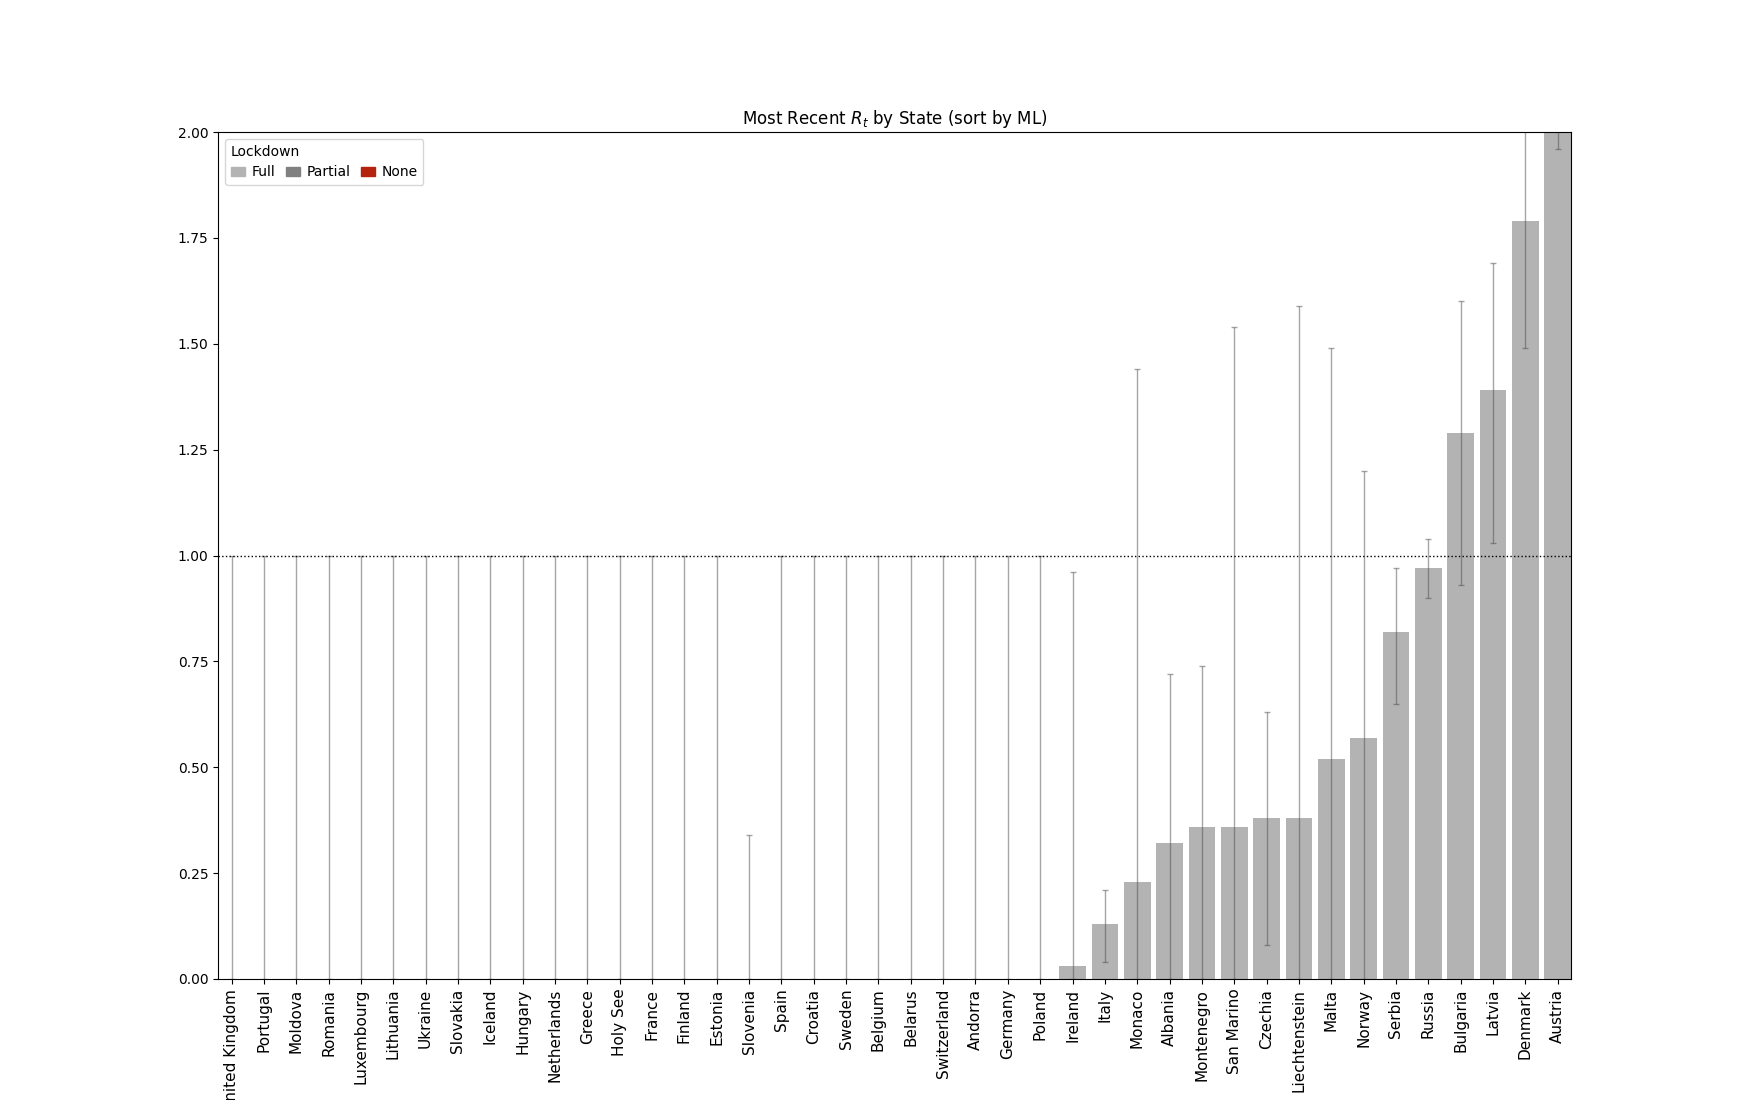 Most Recent Rt by State (sort by ML)
2.00
Lockdown
Full Partial None
1.75
1.50
1.25
1.00
0.75
0.50
0.25
0.00
nited Kingdom
Portugal
Moldova
Romania
Luxembourg
Lithuania
Ukraine
Slovakia
Iceland
Hungary
Netherlands
Greece
Holy See
France
Finland
Estonia
Slovenia
Spain
Croatia
Sweden
Belgium
Belarus
Switzerland
Andorra
Germany
Poland
Ireland
Italy
Monaco
Albania
Montenegro
San Marino
Czechia
Liechtenstein
Malta
Norway
Serbia
Russia
Bulgaria
Latvia
Denmark
Austria